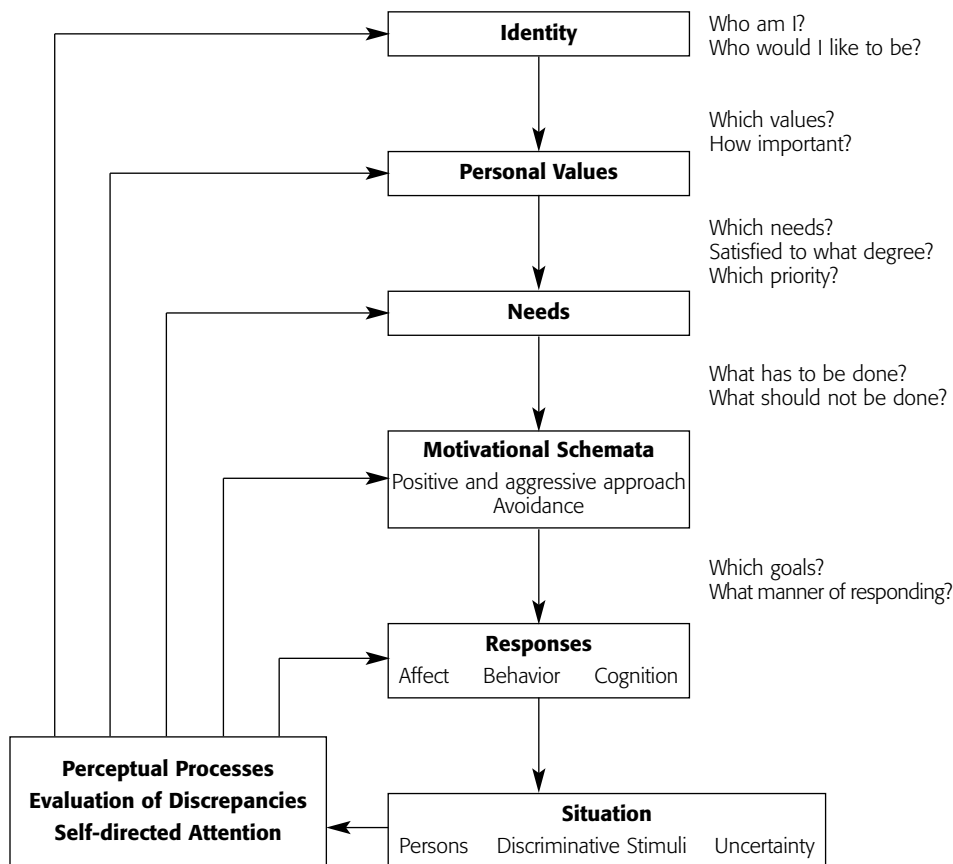 Identity
Who am I?
Who would I like to be?
Which values?
How important?
Personal Values
Which needs?
Satisfied to what degree?
Which priority?
Needs
What has to be done?
What should not be done?
Motivational Schemata
Positive and aggressive approach
Avoidance
Which goals?
What manner of responding?
Responses
Affect Behavior Cognition
Perceptual Processes
Evaluation of Discrepancies
Self-directed Attention
Situation
Persons Discriminative Stimuli Uncertainty